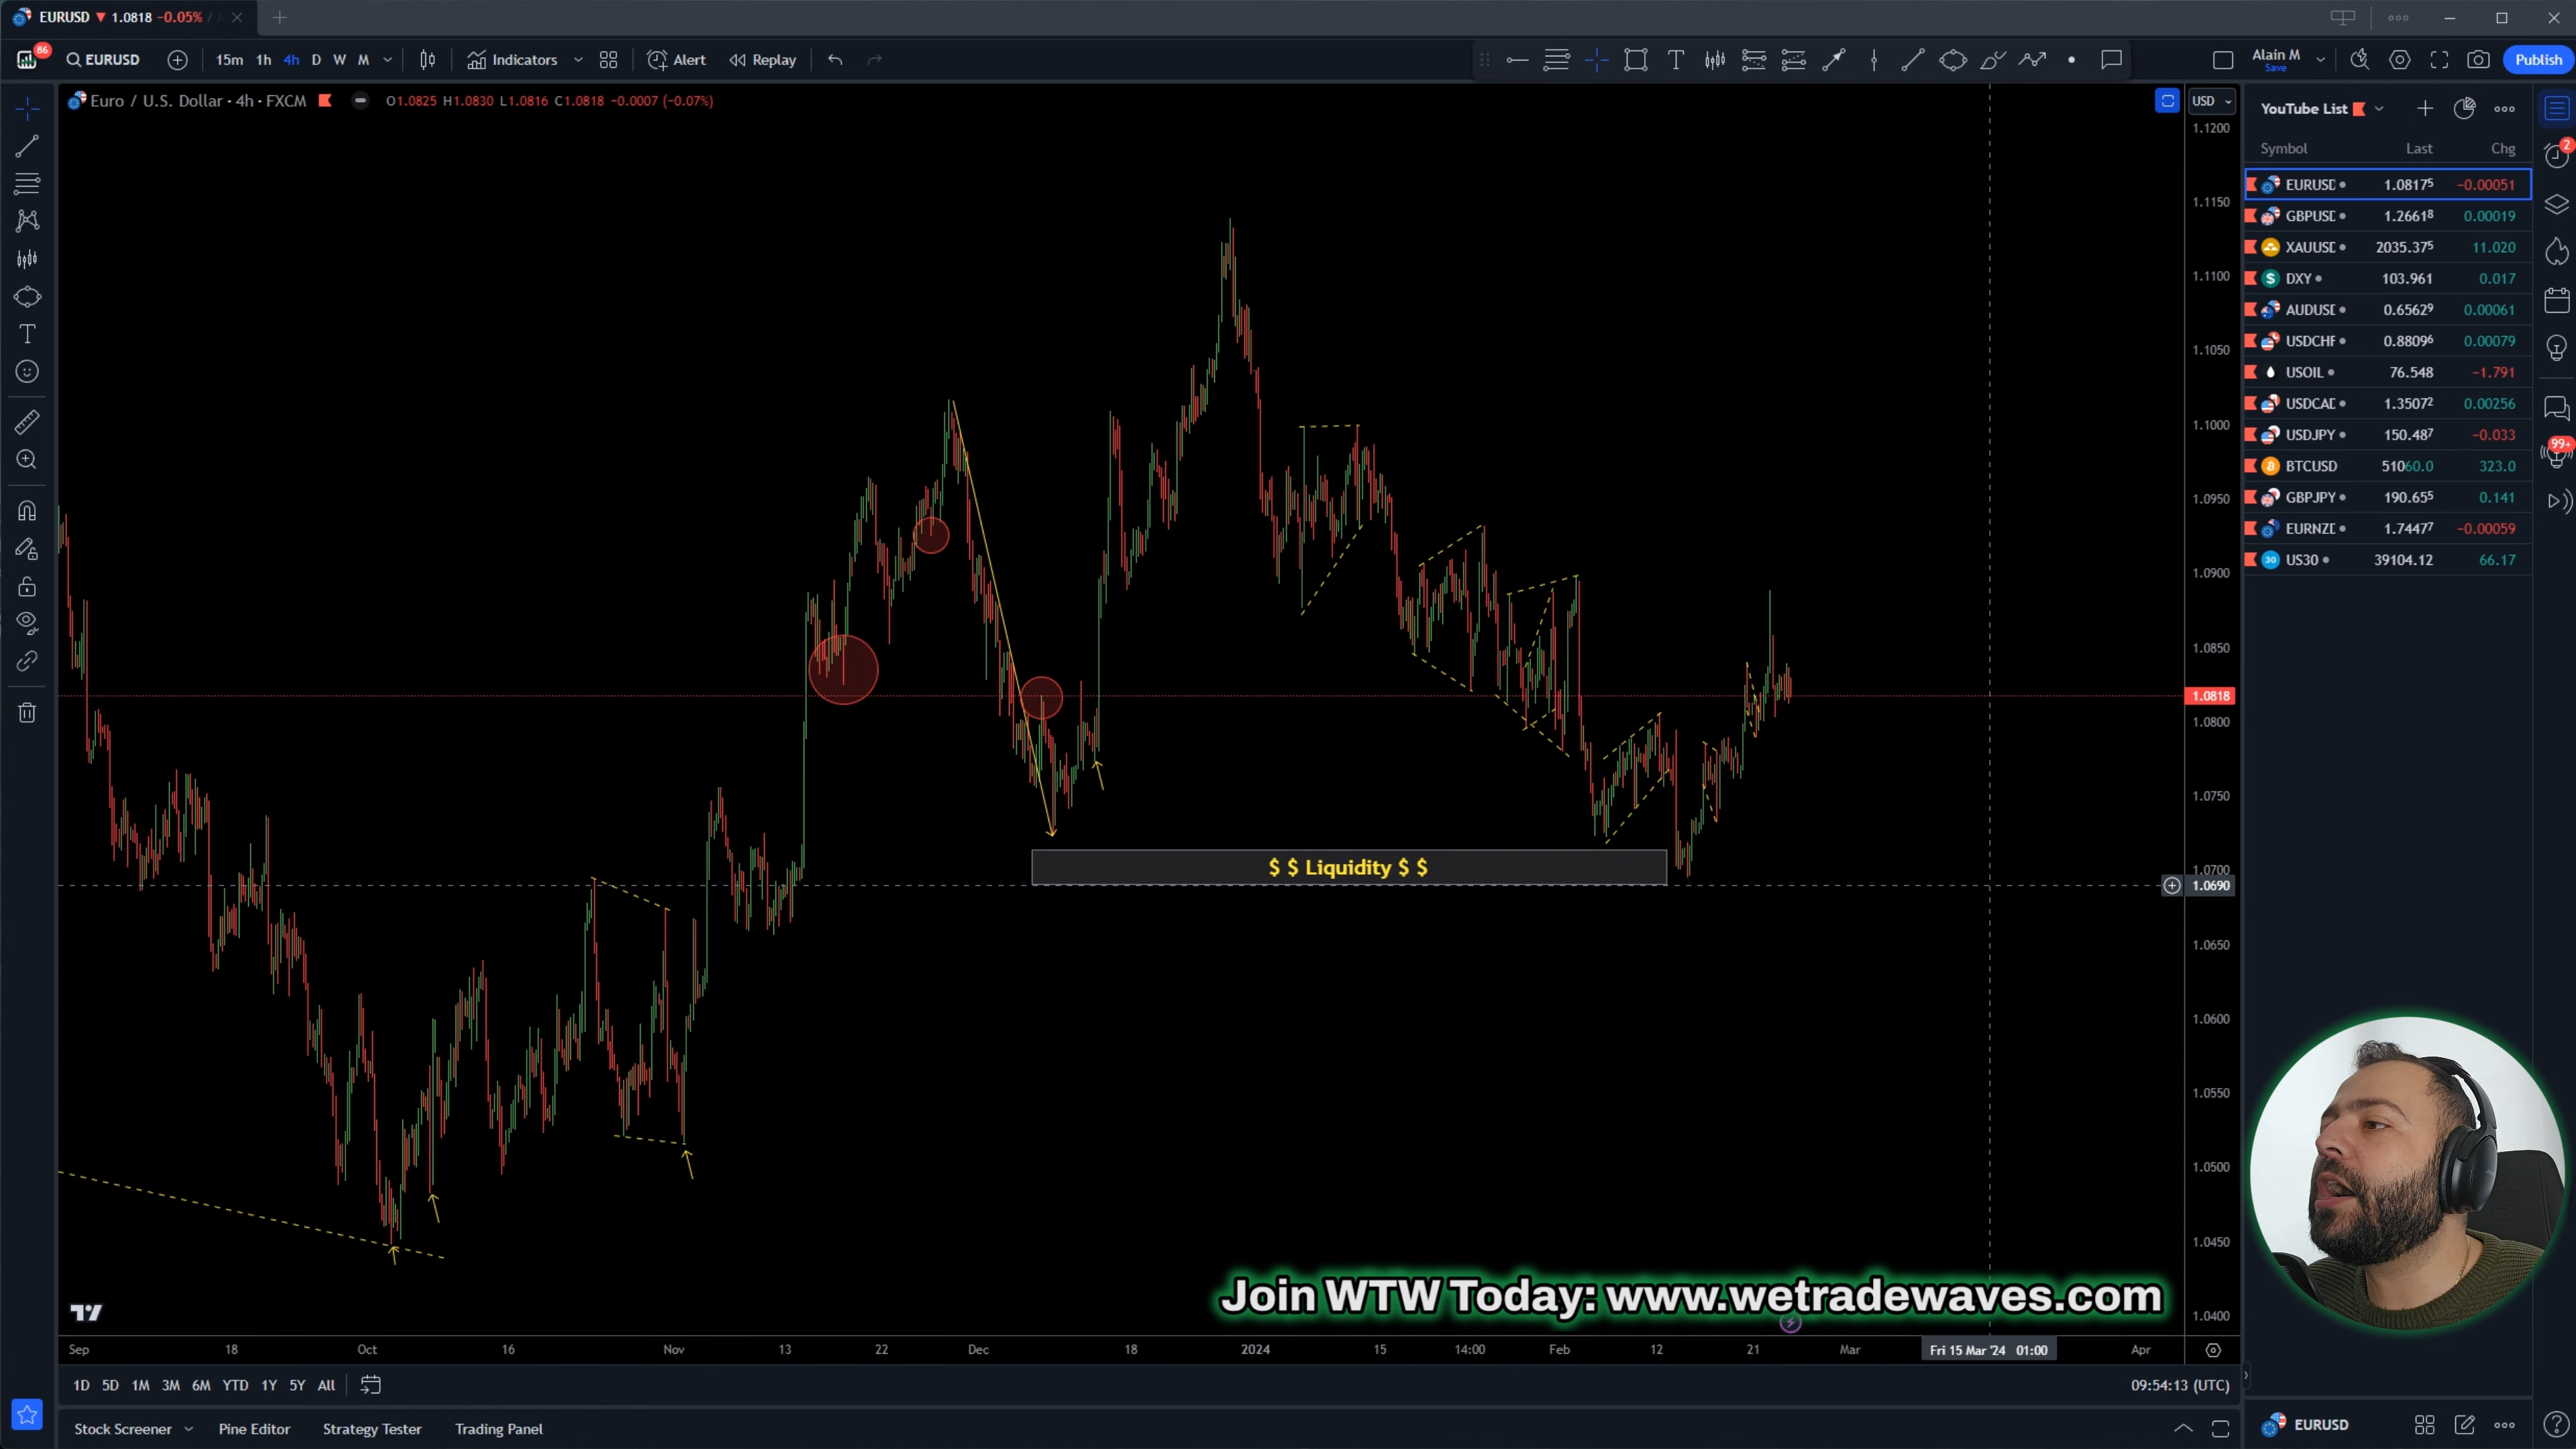 EURUSD ▼ 1.0818 -0.05% /
86
EURUSD
15m 1h 4h D W M
Indicators
Alert
Replay
Alain M
Save
Publish
Euro / U.S. Dollar · 4h · FXCM
O1.0825 H1.0830 L1.0816 C1.0818 -0.0007 (-0.07%)
USD
1.1200
1.1150
1.1100
1.1050
1.1000
1.0950
1.0900
1.0850
1.0818
1.0800
1.0750
1.0700
1.0690
1.0650
1.0600
1.0550
1.0500
1.0450
1.0400
$ $ Liquidity $ $
Join WTW Today: www.wetradewaves.com
Sep 18 Oct 16 Nov 13 22 Dec 18 2024 15 14:00 Feb 12 21 Mar Fri 15 Mar '24 01:00 Apr
1D 5D 1M 3M 6M YTD 1Y 5Y All
09:54:13 (UTC)
Stock Screener Pine Editor Strategy Tester Trading Panel
YouTube List
Symbol Last Chg
EURUSD 1.08175 -0.00051
GBPUSD 1.26618 0.00019
XAUUSD 2035.375 11.020
DXY 103.961 0.017
AUDUSD 0.65629 0.00061
USDCHF 0.88096 0.00079
USOIL 76.548 -1.791
USDCAD 1.35072 0.00256
USDJPY 150.487 -0.033
BTCUSD 51060.0 323.0
GBPJPY 190.655 0.141
EURNZD 1.74477 -0.00059
30 US30 39104.12 66.17
2
99+
EURUSD